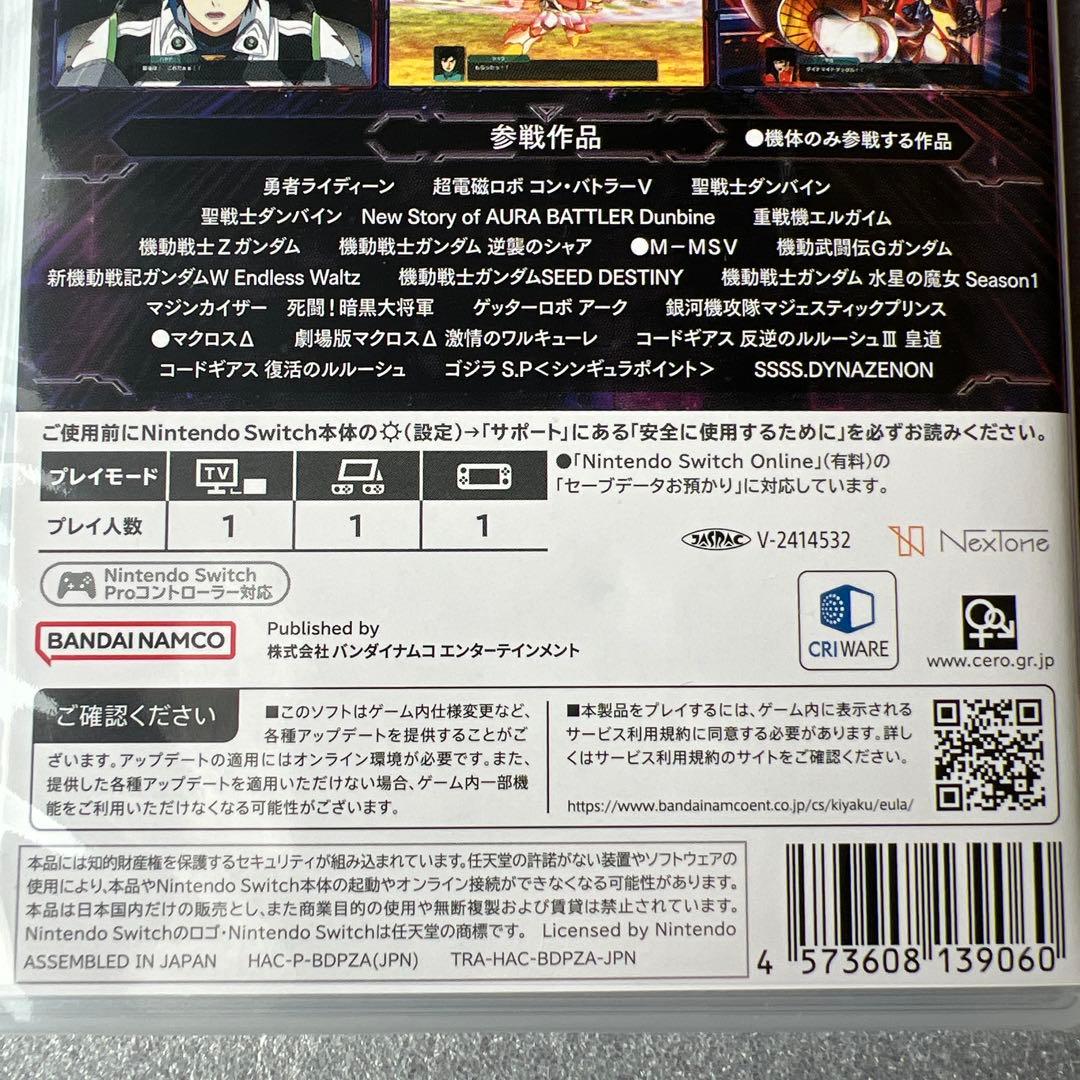 もらったっ！！
ダイナマイトタックル！！
参戦作品
●機体のみ参戦する作品
勇者ライディーン 超電磁ロボ コン・バトラーV 聖戦士ダンバイン
聖戦士ダンバイン New Story of AURA BATTLER Dunbine 重戦機エルガイム
機動戦士Ζガンダム 機動戦士ガンダム 逆襲のシャア ●M－MSV 機動武闘伝Gガンダム
新機動戦記ガンダムW Endless Waltz 機動戦士ガンダムSEED DESTINY 機動戦士ガンダム 水星の魔女 Season1
マジンカイザー 死闘！暗黒大将軍 ゲッターロボ アーク 銀河機攻隊マジェスティックプリンス
●マクロスΔ 劇場版マクロスΔ 激情のワルキューレ コードギアス 反逆のルルーシュⅢ 皇道
コードギアス 復活のルルーシュ ゴジラ S.P＜シンギュラポイント＞ SSSS.DYNAZENON
ご使用前にNintendo Switch本体の(設定)→「サポート」にある「安全に使用するために」を必ずお読みください。
プレイモード TV
プレイ人数 1 1 1
●「Nintendo Switch Online」(有料)の
「セーブデータお預かり」に対応しています。
JASRAC V-2414532 NexTone
Nintendo Switch
Proコントローラー対応
BANDAI NAMCO
Published by
株式会社 バンダイナムコ エンターテインメント
CRIWARE
www.cero.gr.jp
ご確認ください
■このソフトはゲーム内仕様変更など、
各種アップデートを提供することがご
ざいます。アップデートの適用にはオンライン環境が必要です。また、
提供した各種アップデートを適用いただけない場合、ゲーム内一部機
能をご利用いただけなくなる可能性がございます。
■本製品をプレイするには、ゲーム内に表示される
サービス利用規約に同意する必要があります。詳し
くはサービス利用規約のサイトをご確認ください。
https://www.bandainamcoent.co.jp/cs/kiyaku/eula/
本品には知的財産権を保護するセキュリティが組み込まれています。任天堂の許諾がない装置やソフトウェアの
使用により、本品やNintendo Switch本体の起動やオンライン接続ができなくなる可能性があります。
本品は日本国内だけの販売とし、また商業目的の使用や無断複製および賃貸は禁止されています。
Nintendo Switchのロゴ・Nintendo Switchは任天堂の商標です。 Licensed by Nintendo
ASSEMBLED IN JAPAN HAC-P-BDPZA(JPN) TRA-HAC-BDPZA-JPN
4 573608 139060